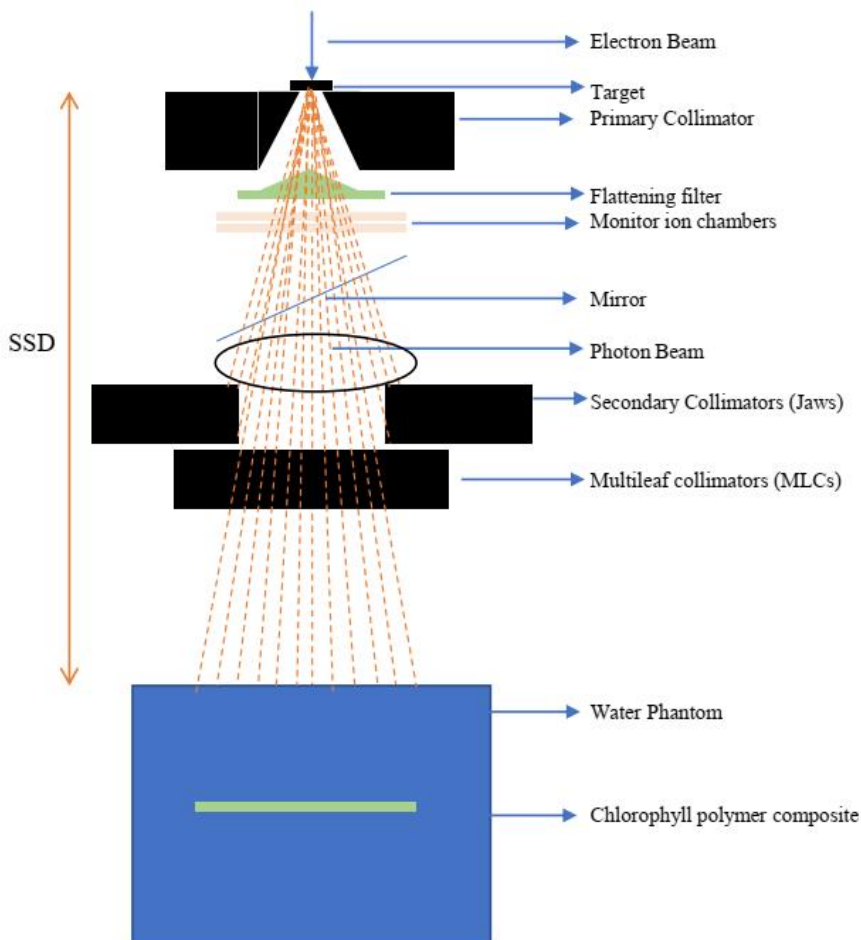 Electron Beam
Target
Primary Collimator
Flattening filter
Monitor ion chambers
Mirror
SSD
Photon Beam
Secondary Collimators (Jaws)
Multileaf collimators (MLCs)
Water Phantom
Chlorophyll polymer composite